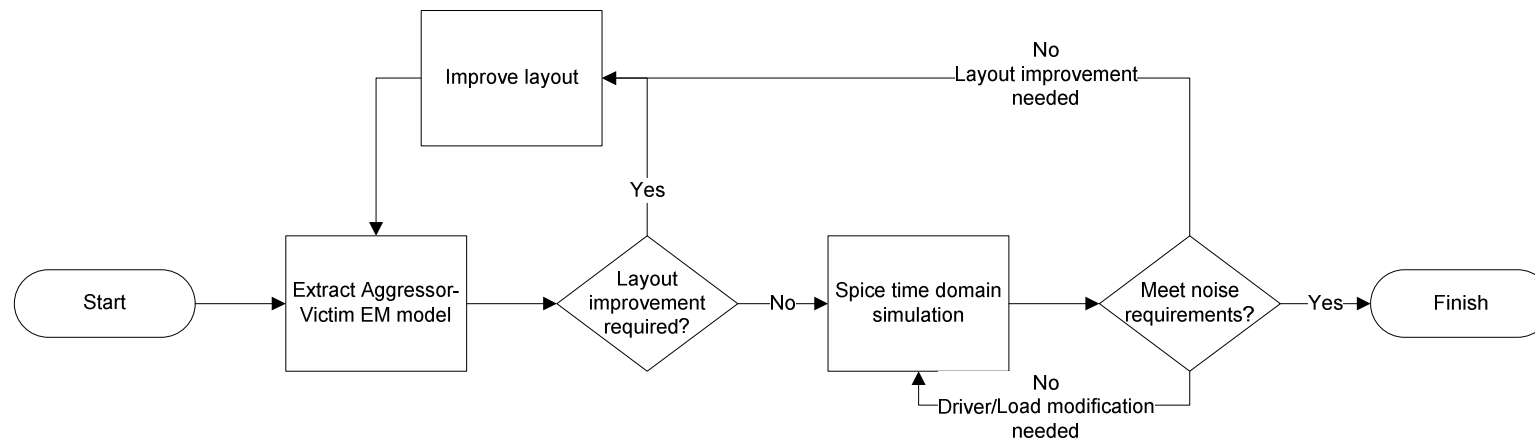 No
Layout improvement
needed
Improve layout
Yes
Start
Extract Aggressor-
Victim EM model
Layout
improvement
required?
No
Spice time domain
simulation
Meet noise
requirements?
Yes
Finish
No
Driver/Load modification
needed